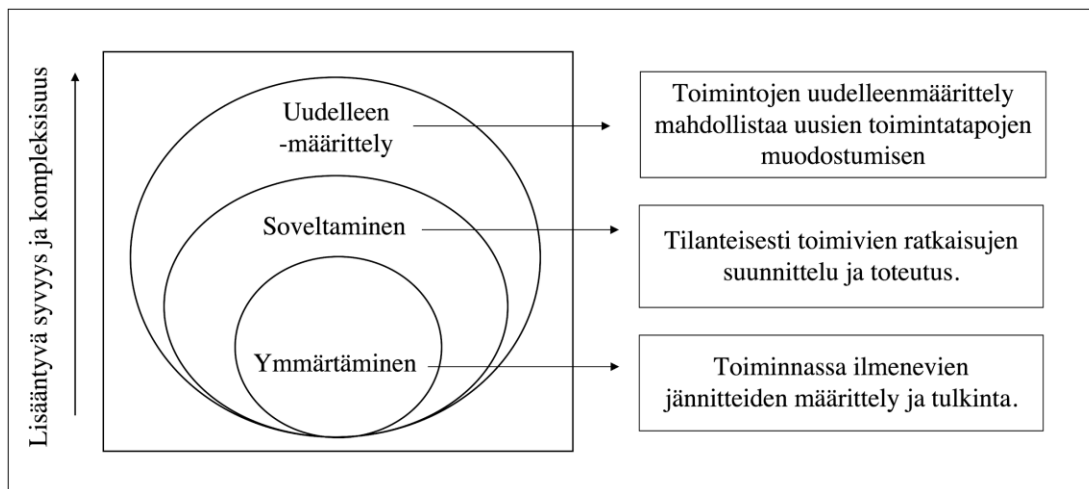 Lisääntyvä syvyys ja kompleksisuus
Uudelleen
-määrittely
Toimintojen uudelleenmäärittely
mahdollistaa uusien toimintatapojen
muodostumisen
Soveltaminen
Tilanteisesti toimivien ratkaisujen
suunnittelu ja toteutus.
Ymmärtäminen
Toiminnassa ilmenevien
jännitteiden määrittely ja tulkinta.